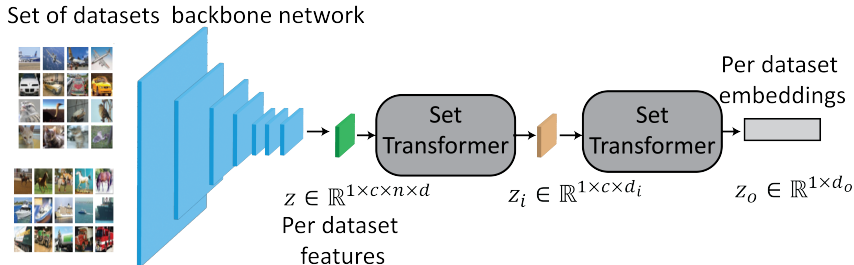 Set of datasets backbone network
Set
Transformer
Set
Transformer
Per dataset
embeddings
z ∈ ℝ^{1×c×n×d}
Per dataset
features
z_i ∈ ℝ^{1×c×d_i}
z_o ∈ ℝ^{1×d_o}